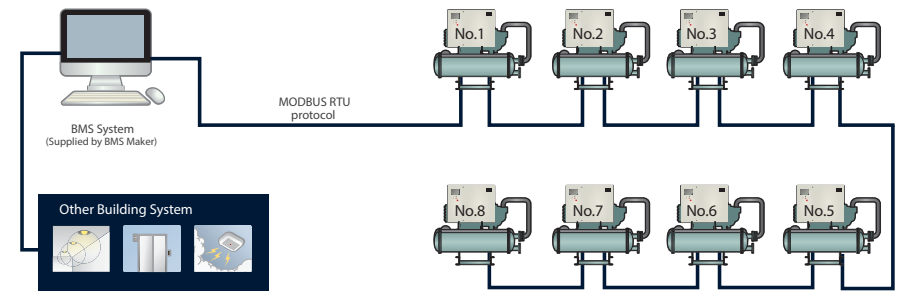 No.1
No.2
No.3
No.4
MODBUS RTU
protocol
BMS System
(Supplied by BMS Maker)
Other Building System
No.8
No.7
No.6
No.5